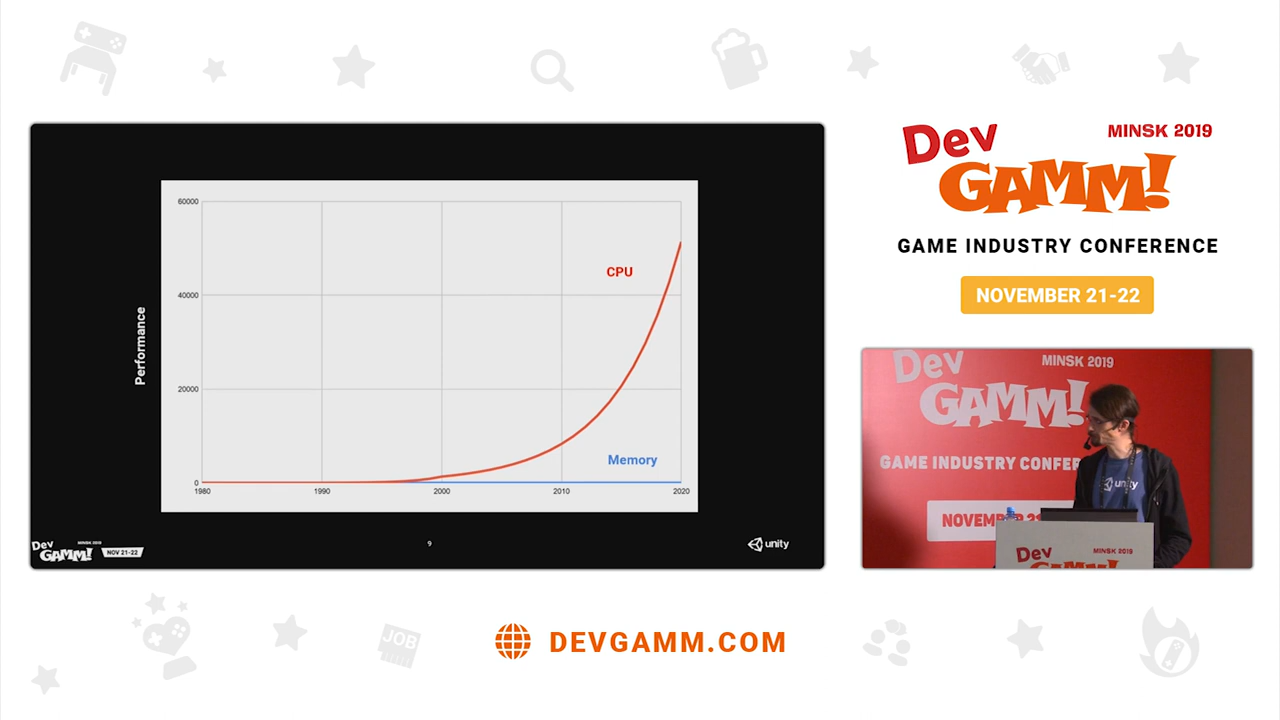 60000
40000
20000
0
1980
1990
2000
2010
2020
Performance
CPU
Memory
Dev
GAMM!
MINSK 2019
NOV 21-22
9
unity
Dev
MINSK 2019
GAMM!
GAME INDUSTRY CONFERENCE
NOVEMBER 21-22
Dev
MINSK 2019
GAMM!
GAME INDUSTRY CONFER
unity
Dev
MINSK 2019
JOB
DEVGAMM.COM